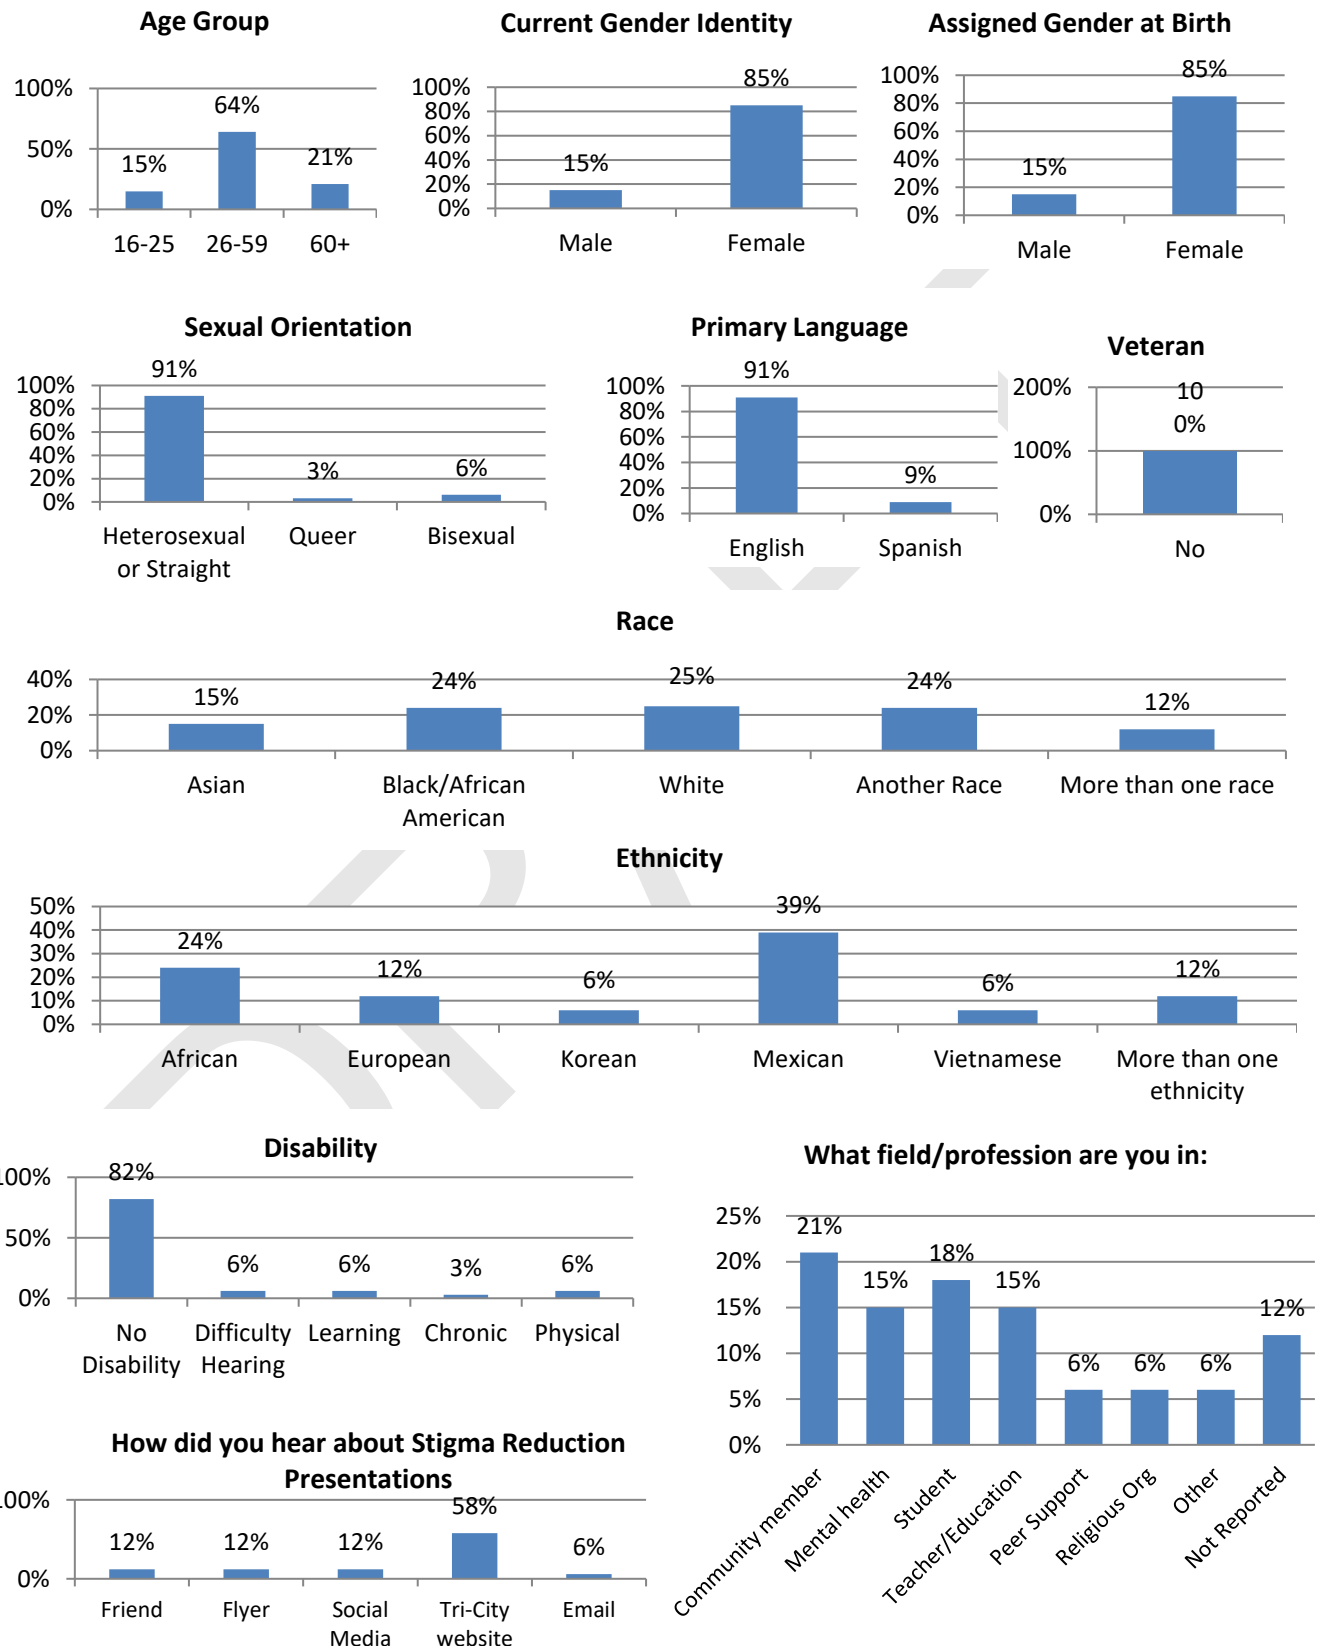 Age Group
100%
50%
0%
15%
64%
21%
16-25 26-59 60+
Current Gender Identity
100%
80%
60%
40%
20%
0%
15%
85%
Male Female
Assigned Gender at Birth
100%
80%
60%
40%
20%
0%
15%
85%
Male Female
Sexual Orientation
100%
80%
60%
40%
20%
0%
91%
3%
6%
Heterosexual Queer Bisexual
or Straight
Primary Language
100%
80%
60%
40%
20%
0%
91%
9%
English Spanish
Veteran
200%
100%
0%
10
0%
No
Race
40%
20%
0%
15%
24%
25%
24%
12%
Asian Black/African White Another Race More than one race
American
Ethnicity
50%
40%
30%
20%
10%
0%
24%
12%
6%
39%
6%
12%
African European Korean Mexican Vietnamese More than one
ethnicity
Disability
100%
50%
0%
82%
6%
6%
3%
6%
No Difficulty Learning Chronic Physical
Disability Hearing
What field/profession are you in:
25%
20%
15%
10%
5%
0%
21%
15%
18%
15%
6%
6%
6%
12%
Community member
Mental health
Student
Teacher/Education
Peer Support
Religious Org
Other
Not Reported
How did you hear about Stigma Reduction
Presentations
100%
0%
12%
12%
12%
58%
6%
Friend Flyer Social Tri-City Email
Media website